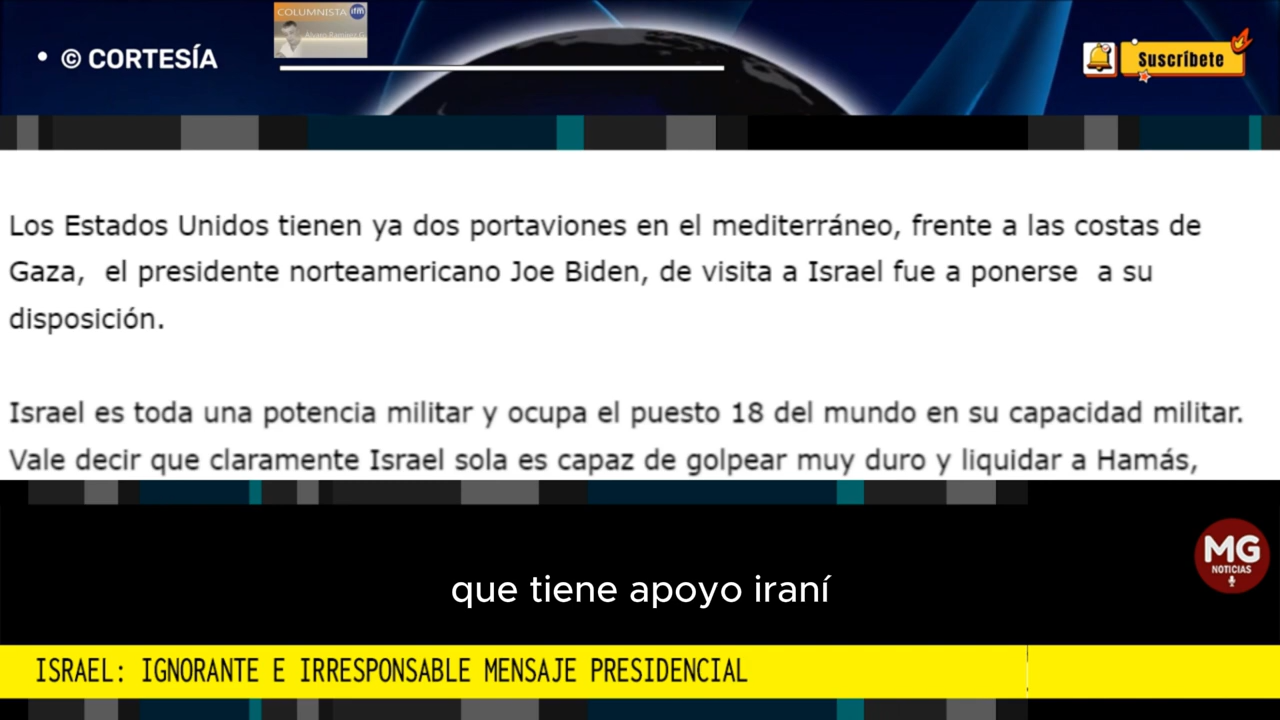 • © CORTESÍA
COLUMNISTA ifm
Alvaro Ramirez G
Suscríbete
Los Estados Unidos tienen ya dos portaviones en el mediterráneo, frente a las costas de
Gaza,  el presidente norteamericano Joe Biden, de visita a Israel fue a ponerse  a su
disposición.
Israel es toda una potencia militar y ocupa el puesto 18 del mundo en su capacidad militar.
Vale decir que claramente Israel sola es capaz de golpear muy duro y liquidar a Hamás,
MG
NOTICIAS
que tiene apoyo iraní
ISRAEL: IGNORANTE E IRRESPONSABLE MENSAJE PRESIDENCIAL